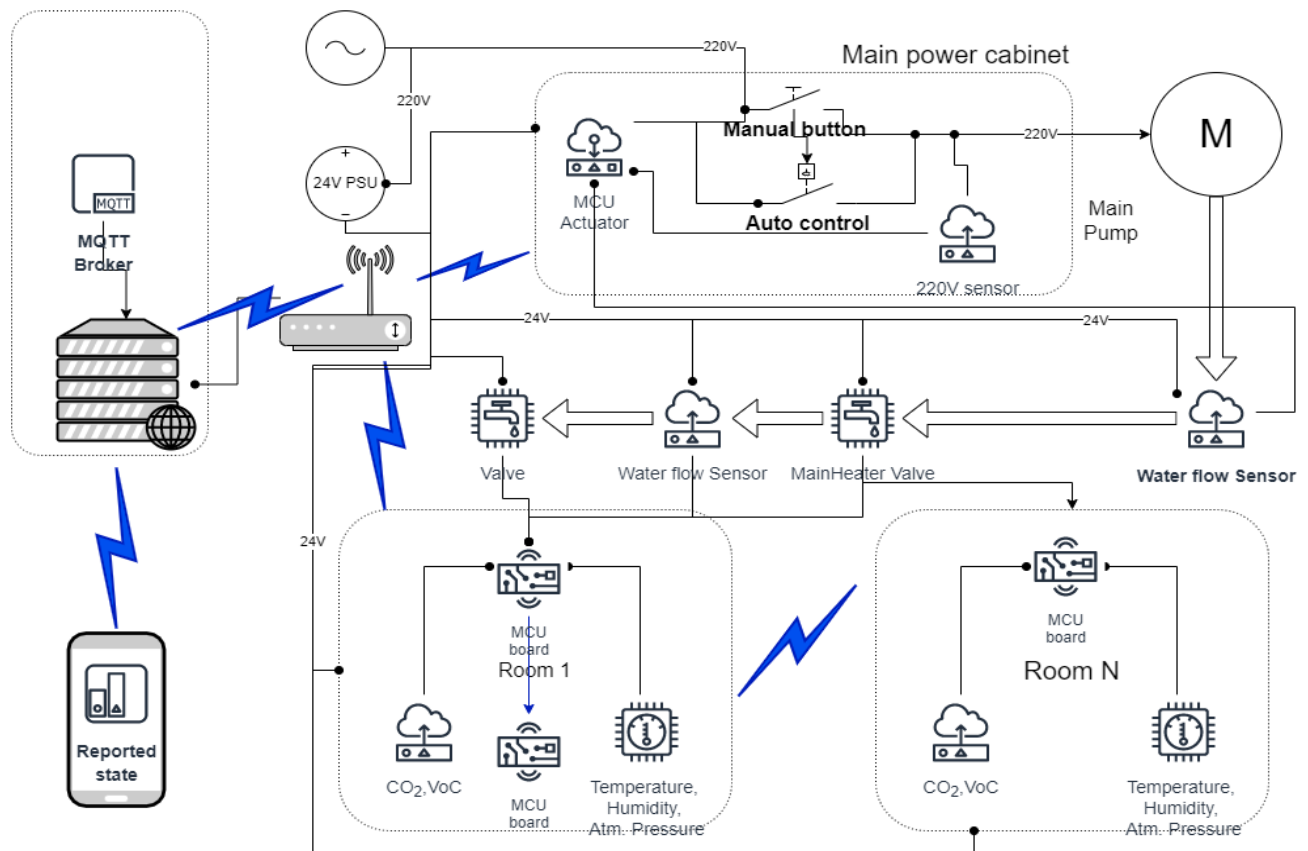 220V
Main power cabinet
220V
+
24V PSU
−
Manual button
220V
M
MCU
Actuator
Auto control
Main
Pump
220V sensor
MQTT
MQTT
Broker
24V
24V
Valve
Water flow Sensor
MainHeater Valve
Water flow Sensor
24V
MCU
board
Room 1
MCU
board
Room N
CO₂,VoC
MCU
board
Temperature,
Humidity,
Atm. Pressure
CO₂,VoC
Temperature,
Humidity,
Atm. Pressure
Reported
state